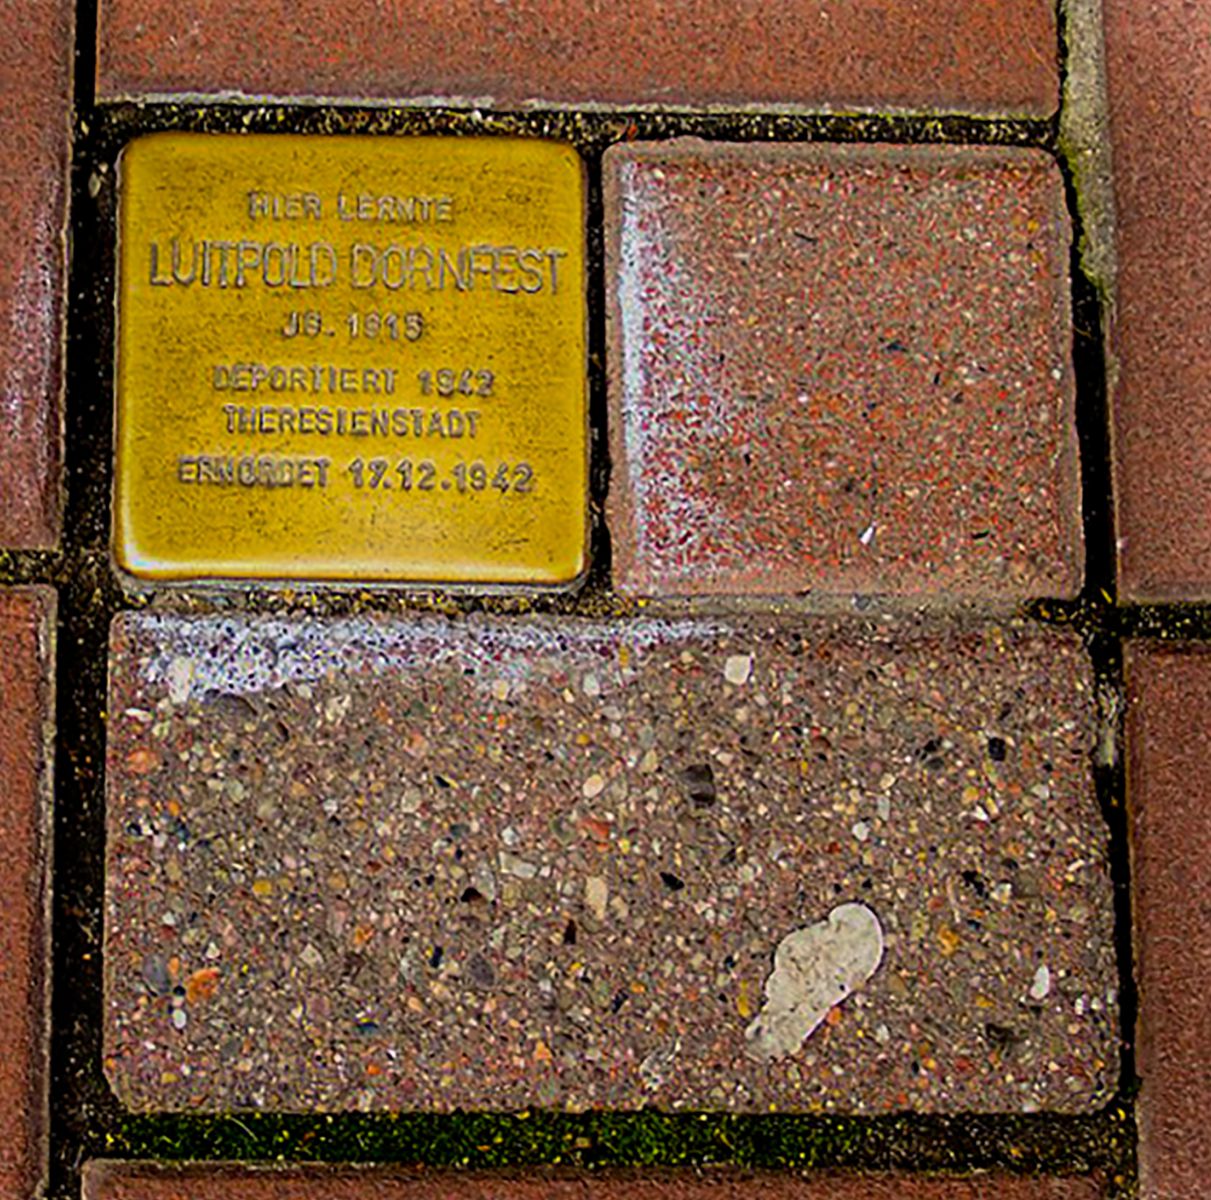 HIER LERNTE
LUITPOLD DORNFEST
JG. 1915
DEPORTIERT 1942
THERESIENSTADT
ERMORDET 17.12.1942